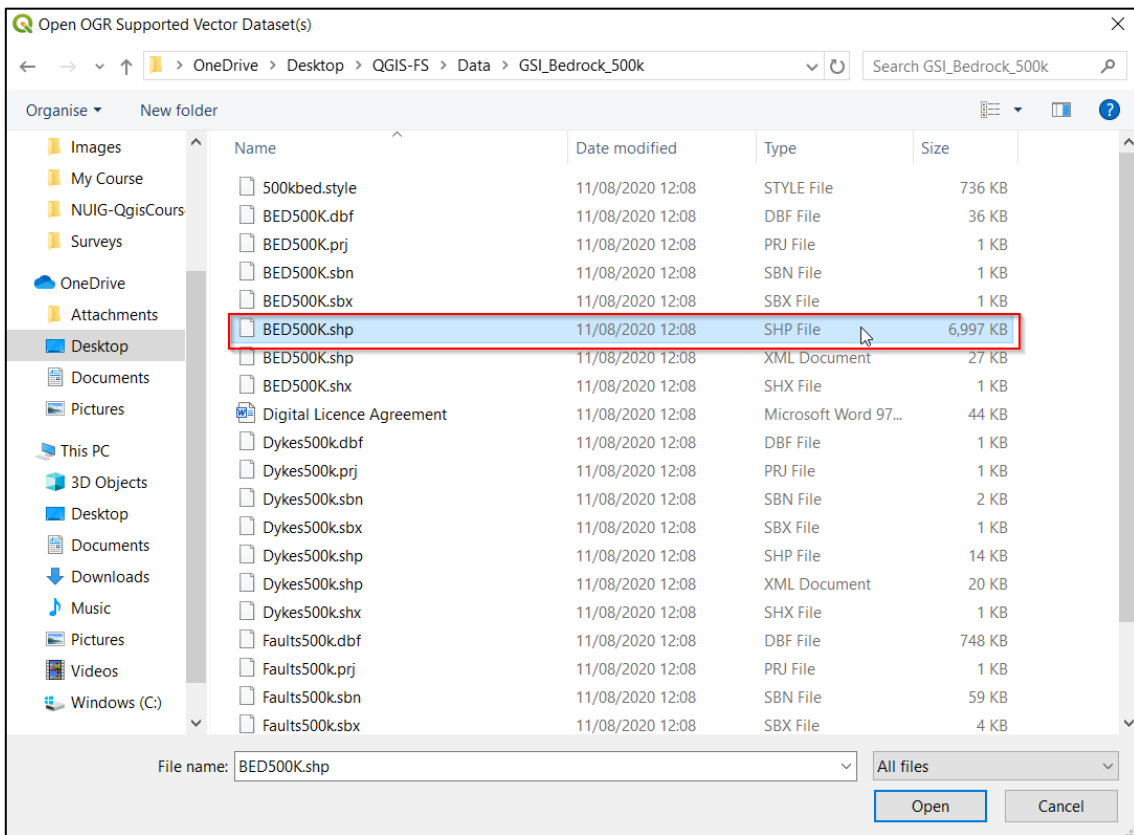 Open OGR Supported Vector Dataset(s)
> OneDrive > Desktop > QGIS-FS > Data > GSI_Bedrock_500k
Search GSI_Bedrock_500k
Organise New folder
Images
My Course
NUIG-QgisCours
Surveys
OneDrive
Attachments
Desktop
Documents
Pictures
This PC
3D Objects
Desktop
Documents
Downloads
Music
Pictures
Videos
Windows (C:)
Name Date modified Type Size
500kbed.style 11/08/2020 12:08 STYLE File 736 KB
BED500K.dbf 11/08/2020 12:08 DBF File 36 KB
BED500K.prj 11/08/2020 12:08 PRJ File 1 KB
BED500K.sbn 11/08/2020 12:08 SBN File 1 KB
BED500K.sbx 11/08/2020 12:08 SBX File 1 KB
BED500K.shp 11/08/2020 12:08 SHP File 6,997 KB
BED500K.shp 11/08/2020 12:08 XML Document 27 KB
BED500K.shx 11/08/2020 12:08 SHX File 1 KB
Digital Licence Agreement 11/08/2020 12:08 Microsoft Word 97... 44 KB
Dykes500k.dbf 11/08/2020 12:08 DBF File 1 KB
Dykes500k.prj 11/08/2020 12:08 PRJ File 1 KB
Dykes500k.sbn 11/08/2020 12:08 SBN File 2 KB
Dykes500k.sbx 11/08/2020 12:08 SBX File 1 KB
Dykes500k.shp 11/08/2020 12:08 SHP File 14 KB
Dykes500k.shp 11/08/2020 12:08 XML Document 20 KB
Dykes500k.shx 11/08/2020 12:08 SHX File 1 KB
Faults500k.dbf 11/08/2020 12:08 DBF File 748 KB
Faults500k.prj 11/08/2020 12:08 PRJ File 1 KB
Faults500k.sbn 11/08/2020 12:08 SBN File 59 KB
Faults500k.sbx 11/08/2020 12:08 SBX File 4 KB
File name: BED500K.shp All files
Open Cancel